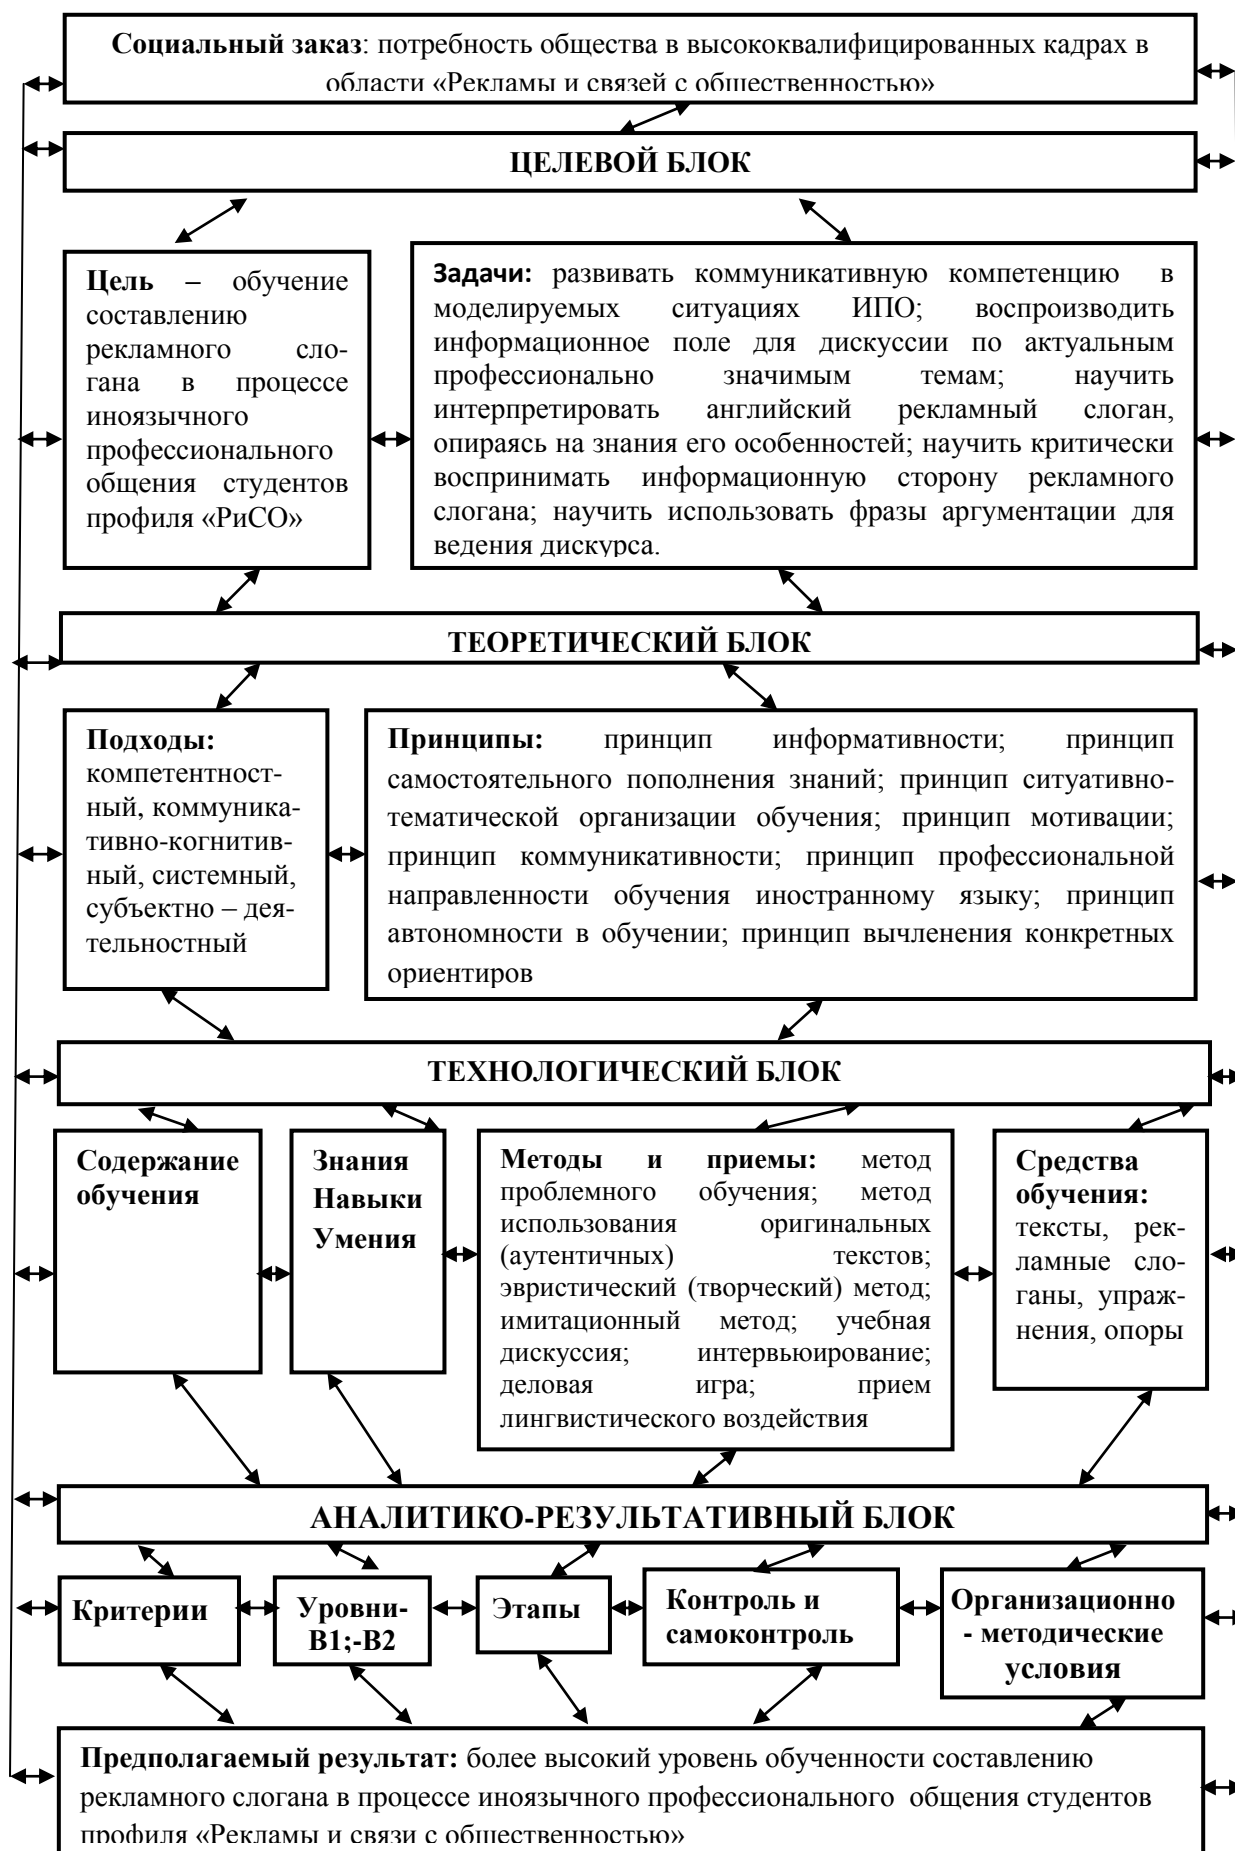 Социальный заказ: потребность общества в высококвалифицированных кадрах в
области «Рекламы и связей с общественностью»
ЦЕЛЕВОЙ БЛОК
Цель – обучение
составлению
рекламного сло-
гана в процессе
иноязычного
профессионального
общения студентов
профиля «РиСО»
Задачи: развивать коммуникативную компетенцию в
моделируемых ситуациях ИПО; воспроизводить
информационное поле для дискуссии по актуальным
профессионально значимым темам; научить
интерпретировать английский рекламный слоган,
опираясь на знания его особенностей; научить критически
воспринимать информационную сторону рекламного
слогана; научить использовать фразы аргументации для
ведения дискурса.
ТЕОРЕТИЧЕСКИЙ БЛОК
Подходы:
компетентност-
ный, коммуника-
тивно-когнитив-
ный, системный,
субъектно – дея-
тельностный
Принципы: принцип информативности; принцип
самостоятельного пополнения знаний; принцип ситуативно-
тематической организации обучения; принцип мотивации;
принцип коммуникативности; принцип профессиональной
направленности обучения иностранному языку; принцип
автономности в обучении; принцип вычленения конкретных
ориентиров
ТЕХНОЛОГИЧЕСКИЙ БЛОК
Содержание
обучения
Знания
Навыки
Умения
Методы и приемы: метод
проблемного обучения; метод
использования оригинальных
(аутентичных) текстов;
эвристический (творческий) метод;
имитационный метод; учебная
дискуссия; интервьюирование;
деловая игра; прием
лингвистического воздействия
Средства
обучения:
тексты, рек-
ламные сло-
ганы, упраж-
нения, опоры
АНАЛИТИКО-РЕЗУЛЬТАТИВНЫЙ БЛОК
Критерии
Уровни-
В1;-В2
Этапы
Контроль и
самоконтроль
Организационно
- методические
условия
Предполагаемый результат: более высокий уровень обученности составлению
рекламного слогана в процессе иноязычного профессионального общения студентов
профиля «Рекламы и связи с общественностью»